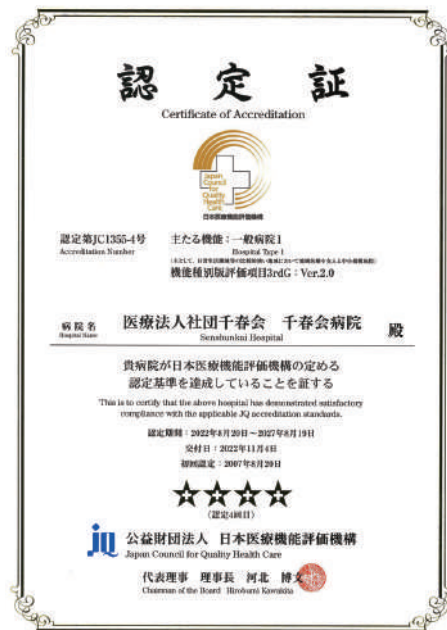 認定証
Certificate of Accreditation
Japan
Council
for
Quality
Health
Care
日本医療機能評価機構
認定第JC1355-4号
Accreditation Number
主たる機能：一般病院1
Hospital Type 1
機能種別版評価項目3rdG：Ver.2.0
病院名
Hospital Name
医療法人社団千春会　千春会病院
Senshunkai Hospital
殿
貴病院が日本医療機能評価機構の定める
認定基準を達成していることを証する
This is to certify that the above hospital has demonstrated satisfactory
compliance with the applicable JQ accreditation standards.
認定期間：2022年8月20日～2027年8月19日
交付日：2022年11月4日
初回認定：2007年8月20日
（認定4回目）
jQ 公益財団法人 日本医療機能評価機構
Japan Council for Quality Health Care
代表理事　理事長　河北　博文
Chairman of the Board Hirobumi Kawakita